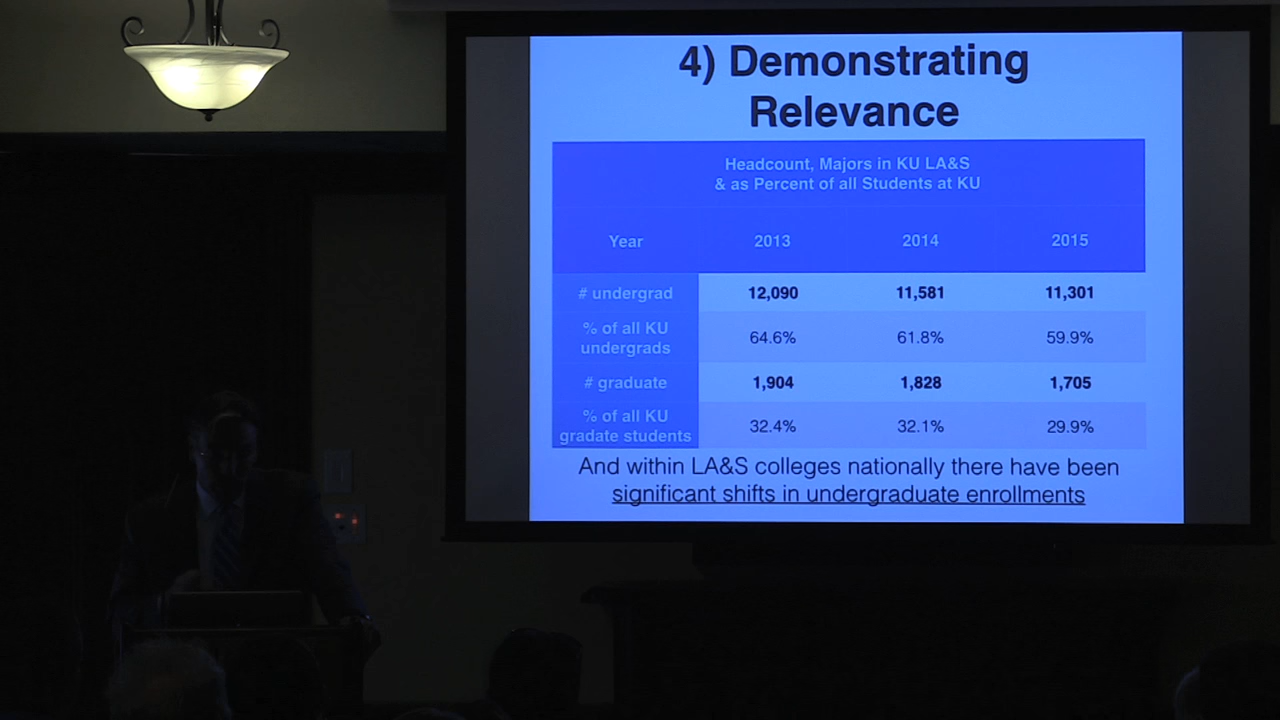 4) Demonstrating
Relevance
Headcount, Majors in KU LA&S
& as Percent of all Students at KU
Year 2013 2014 2015
# undergrad 12,090 11,581 11,301
% of all KU
undergrads 64.6% 61.8% 59.9%
# graduate 1,904 1,828 1,705
% of all KU
gradate students 32.4% 32.1% 29.9%
And within LA&S colleges nationally there have been
significant shifts in undergraduate enrollments